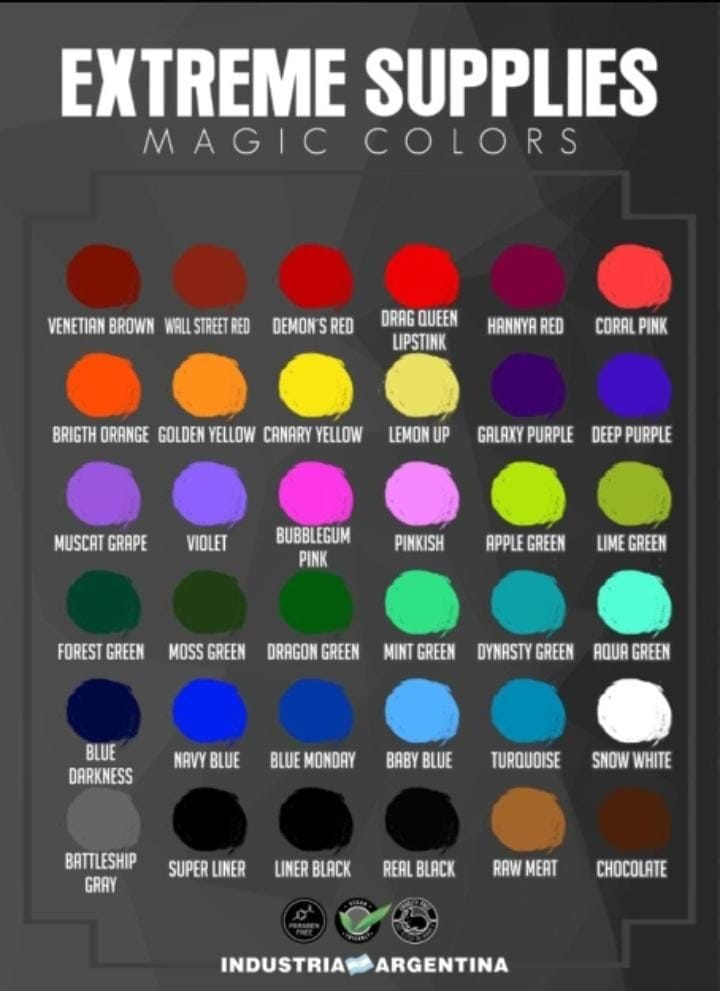 EXTREME SUPPLIES
MAGIC COLORS
VENETIAN BROWN
WALL STREET RED
DEMON'S RED
DRAG QUEEN
LIPSTINK
HANNYA RED
CORAL PINK
BRIGTH ORANGE
GOLDEN YELLOW
CANARY YELLOW
LEMON UP
GALAXY PURPLE
DEEP PURPLE
MUSCAT GRAPE
VIOLET
BUBBLEGUM
PINK
PINKISH
APPLE GREEN
LIME GREEN
FOREST GREEN
MOSS GREEN
DRAGON GREEN
MINT GREEN
DYNASTY GREEN
AQUA GREEN
BLUE
DARKNESS
NAVY BLUE
BLUE MONDAY
BABY BLUE
TURQUOISE
SNOW WHITE
BATTLESHIP
GRAY
SUPER LINER
LINER BLACK
REAL BLACK
RAW MEAT
CHOCOLATE
PARABEN
FREE
VEGAN
CRUELTY FREE
INDUSTRIA ARGENTINA